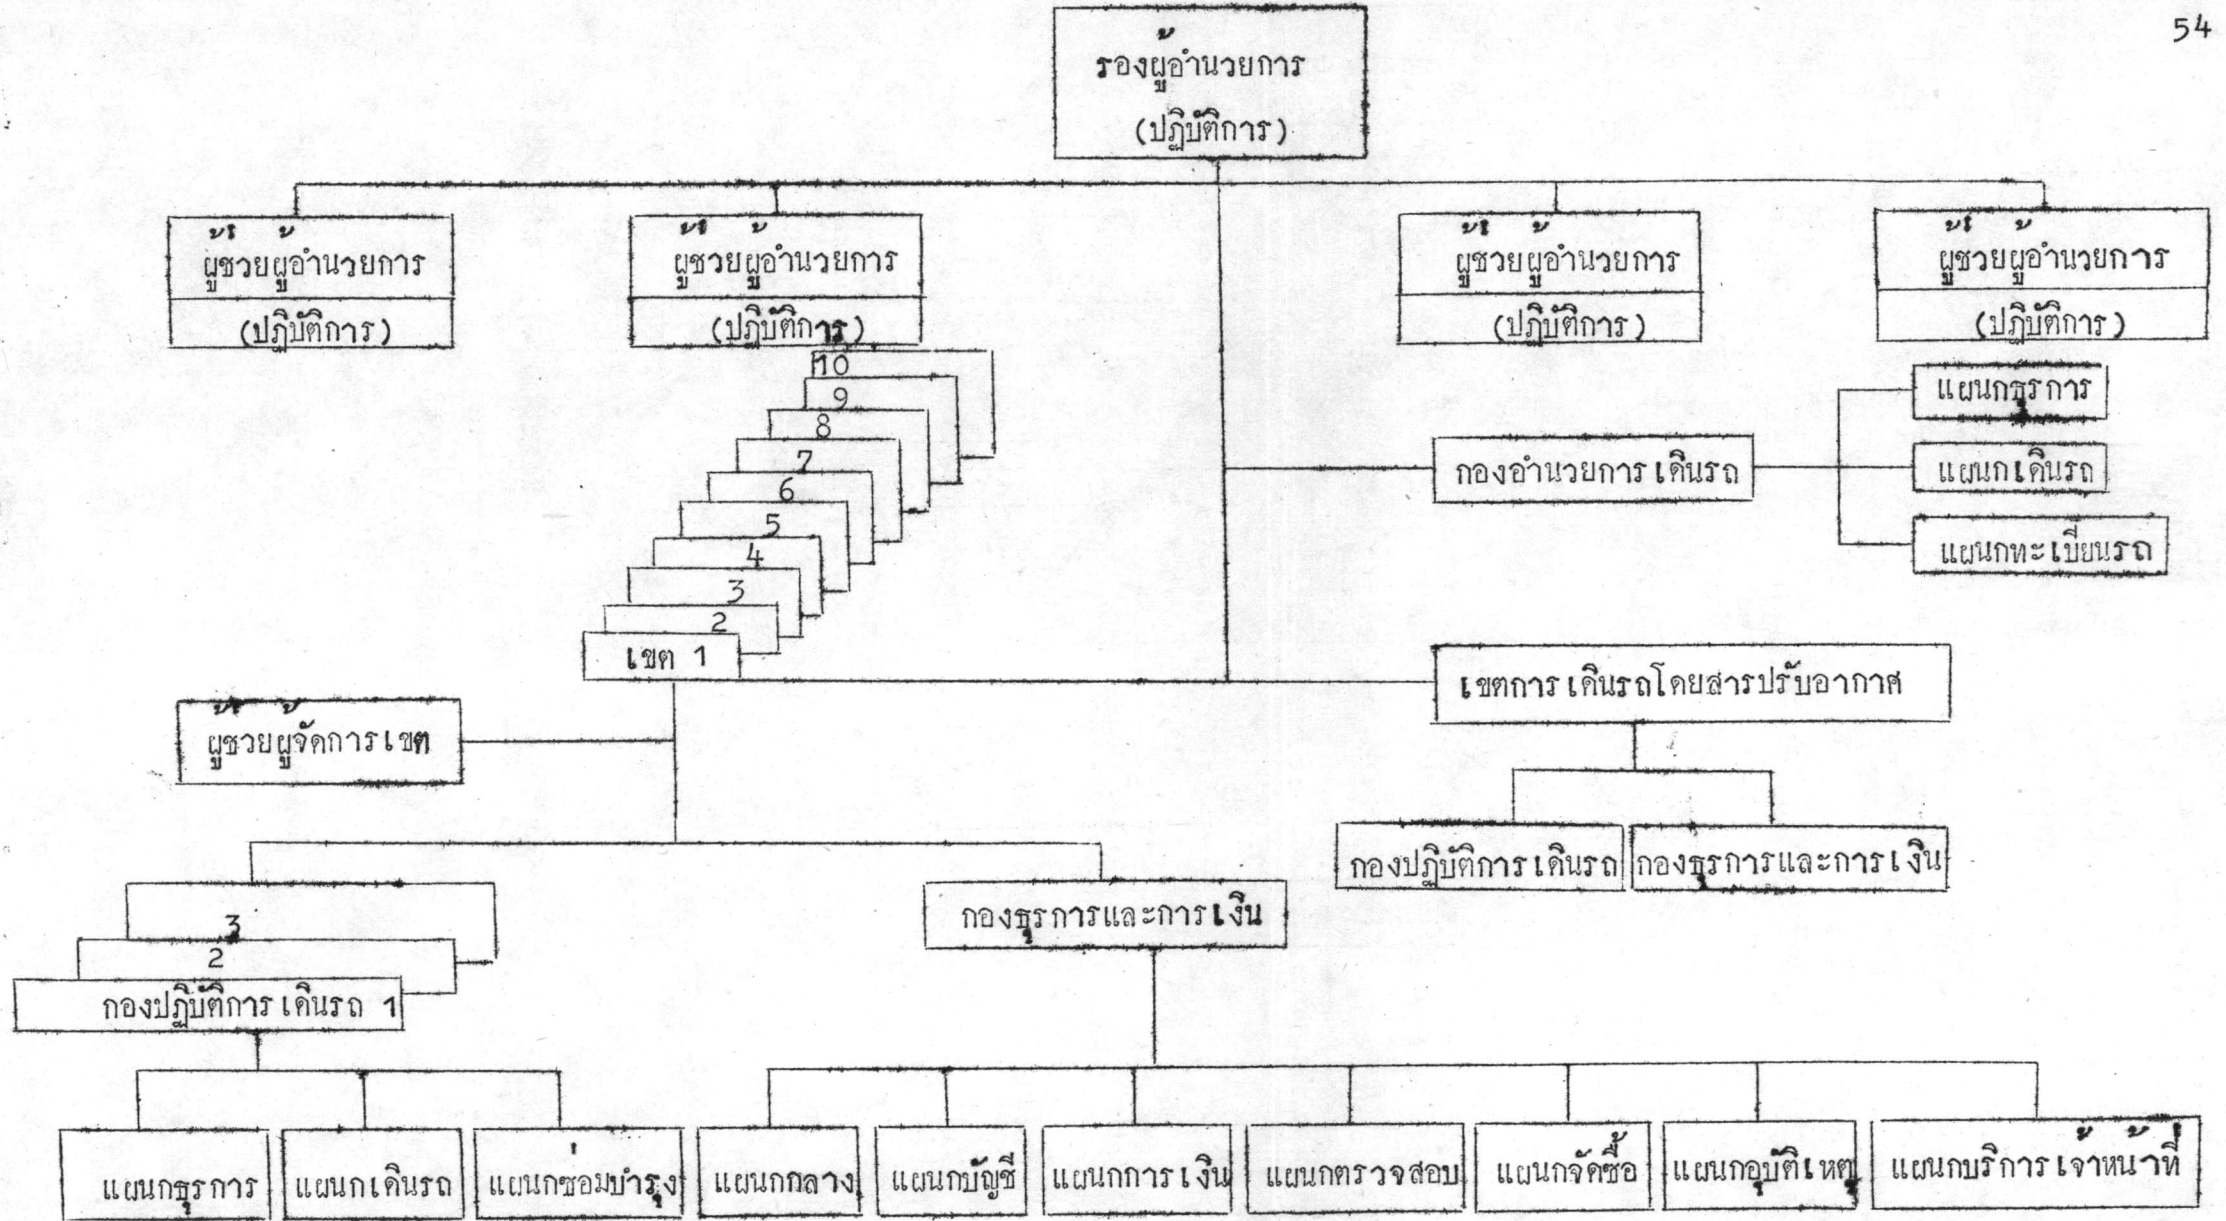 54
รองผู้อำนวยการ
(ปฏิบัติการ)
ผู้ช่วยผู้อำนวยการ
(ปฏิบัติการ)
ผู้ช่วยผู้อำนวยการ
(ปฏิบัติการ)
ผู้ช่วยผู้อำนวยการ
(ปฏิบัติการ)
ผู้ช่วยผู้อำนวยการ
(ปฏิบัติการ)
10
9
8
7
6
5
4
3
2
เขต 1
กองอำนวยการเดินรถ
แผนกธุรการ
แผนกเดินรถ
แผนกทะเบียนรถ
เขตการเดินรถโดยสารปรับอากาศ
ผู้ช่วยผู้จัดการเขต
กองปฏิบัติการเดินรถ
กองธุรการและการเงิน
3
2
กองปฏิบัติการเดินรถ 1
กองธุรการและการเงิน
แผนกธุรการ
แผนกเดินรถ
แผนกซ่อมบำรุง
แผนกกลาง
แผนกบัญชี
แผนกการเงิน
แผนกตรวจสอบ
แผนกจัดซื้อ
แผนกอุบัติเหตุ
แผนกบริการเจ้าหน้าที่